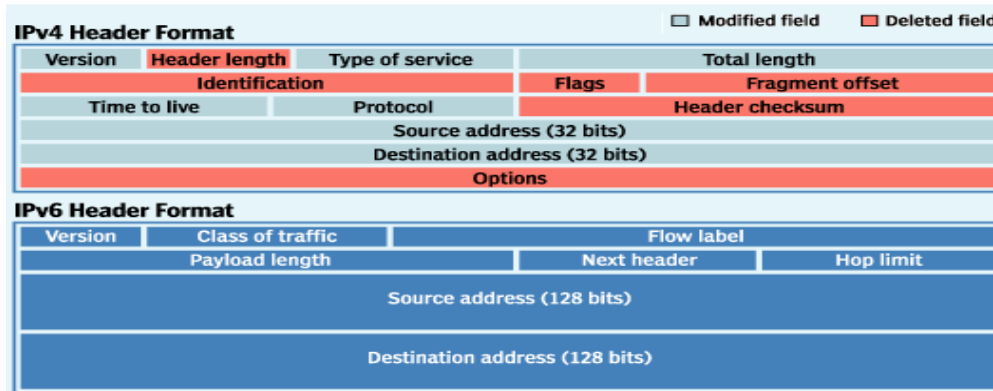 Modified field Deleted field
IPv4 Header Format
Version Header length Type of service Total length
Identification Flags Fragment offset
Time to live Protocol Header checksum
Source address (32 bits)
Destination address (32 bits)
Options
IPv6 Header Format
Version Class of traffic Flow label
Payload length Next header Hop limit
Source address (128 bits)
Destination address (128 bits)